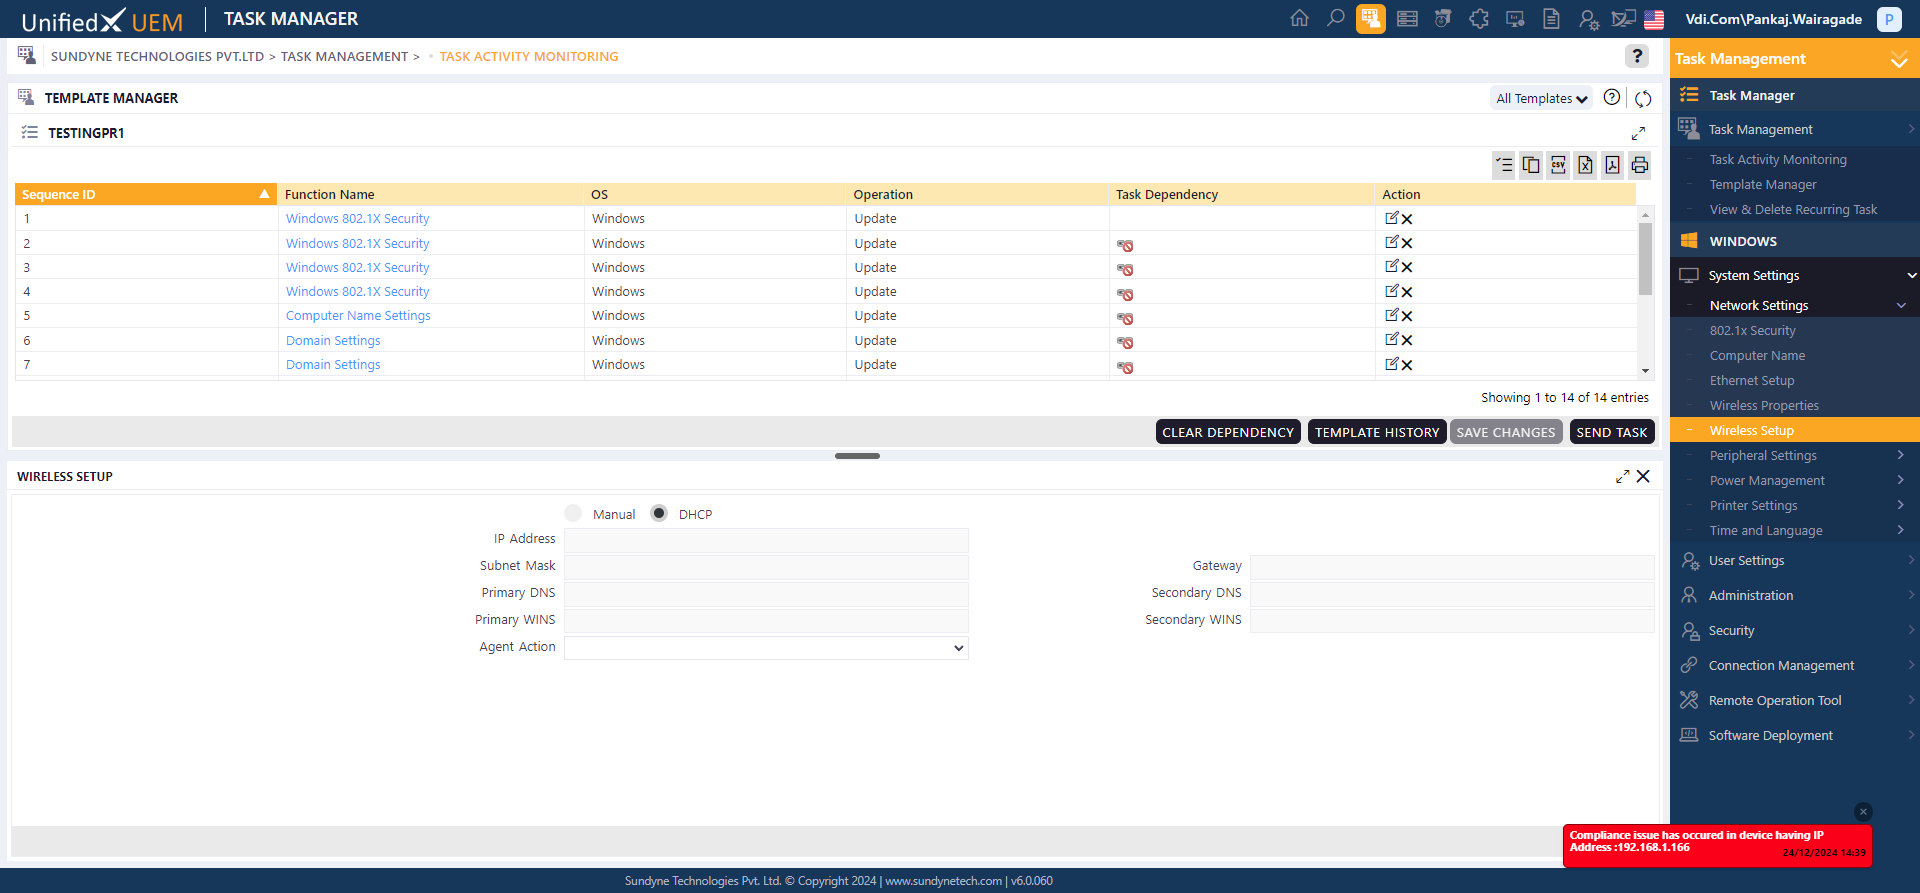 UnifiedX UEM
TASK MANAGER
Vdi.Com\Pankaj.Wairagade
P
SUNDYNE TECHNOLOGIES PVT.LTD > TASK MANAGEMENT > • TASK ACTIVITY MONITORING
?
TEMPLATE MANAGER
All Templates
?
TESTINGPR1
CSV
Sequence ID Function Name OS Operation Task Dependency Action
1 Windows 802.1X Security Windows Update
2 Windows 802.1X Security Windows Update
3 Windows 802.1X Security Windows Update
4 Windows 802.1X Security Windows Update
5 Computer Name Settings Windows Update
6 Domain Settings Windows Update
7 Domain Settings Windows Update
Showing 1 to 14 of 14 entries
CLEAR DEPENDENCY TEMPLATE HISTORY SAVE CHANGES SEND TASK
WIRELESS SETUP
Manual DHCP
IP Address
Subnet Mask Gateway
Primary DNS Secondary DNS
Primary WINS Secondary WINS
Agent Action
Task Management
Task Manager
Task Management
Task Activity Monitoring
Template Manager
View & Delete Recurring Task
WINDOWS
System Settings
Network Settings
802.1x Security
Computer Name
Ethernet Setup
Wireless Properties
Wireless Setup
Peripheral Settings
Power Management
Printer Settings
Time and Language
User Settings
Administration
Security
Connection Management
Remote Operation Tool
Software Deployment
Compliance issue has occured in device having IP
Address :192.168.1.166
24/12/2024 14:39
Sundyne Technologies Pvt. Ltd. © Copyright 2024 | www.sundynetech.com | v6.0.060